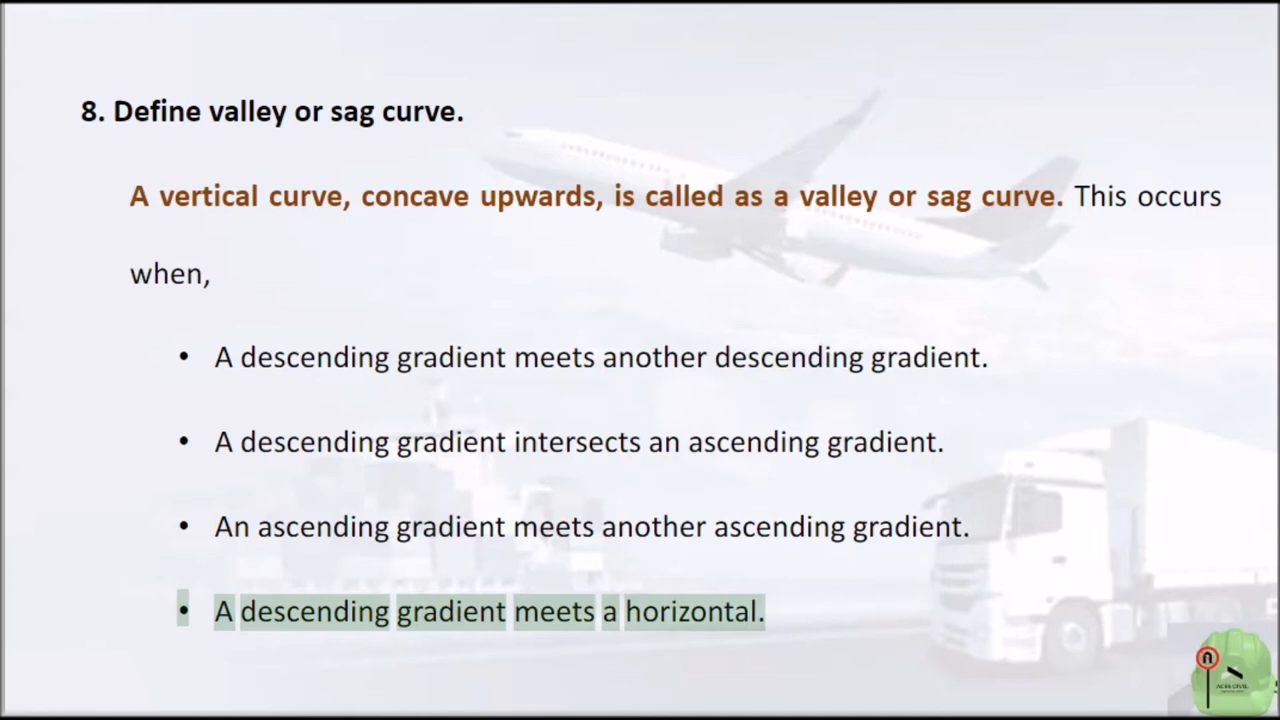 8. Define valley or sag curve.
A vertical curve, concave upwards, is called as a valley or sag curve. This occurs
when,
• A descending gradient meets another descending gradient.
• A descending gradient intersects an ascending gradient.
• An ascending gradient meets another ascending gradient.
• A descending gradient meets a horizontal.